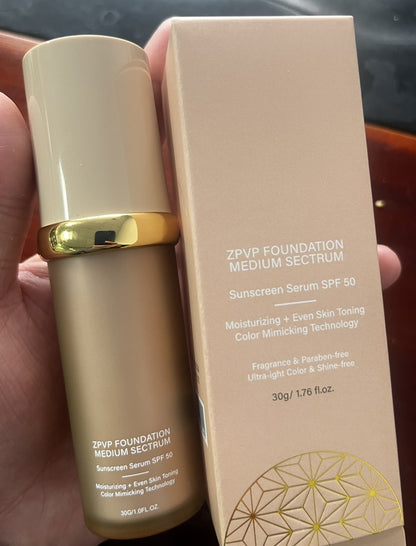 ZPVP FOUNDATION
MEDIUM SECTRUM
Sunscreen Serum SPF 50
Moisturizing + Even Skin Toning
Color Mimicking Technology
30G/1.0FL.OZ.
ZPVP FOUNDATION
MEDIUM SECTRUM
Sunscreen Serum SPF 50
Moisturizing + Even Skin Toning
Color Mimicking Technology
Fragrance & Paraben-free
Ultra-ight Color & Shine-free
30g/ 1.76 fl.oz.